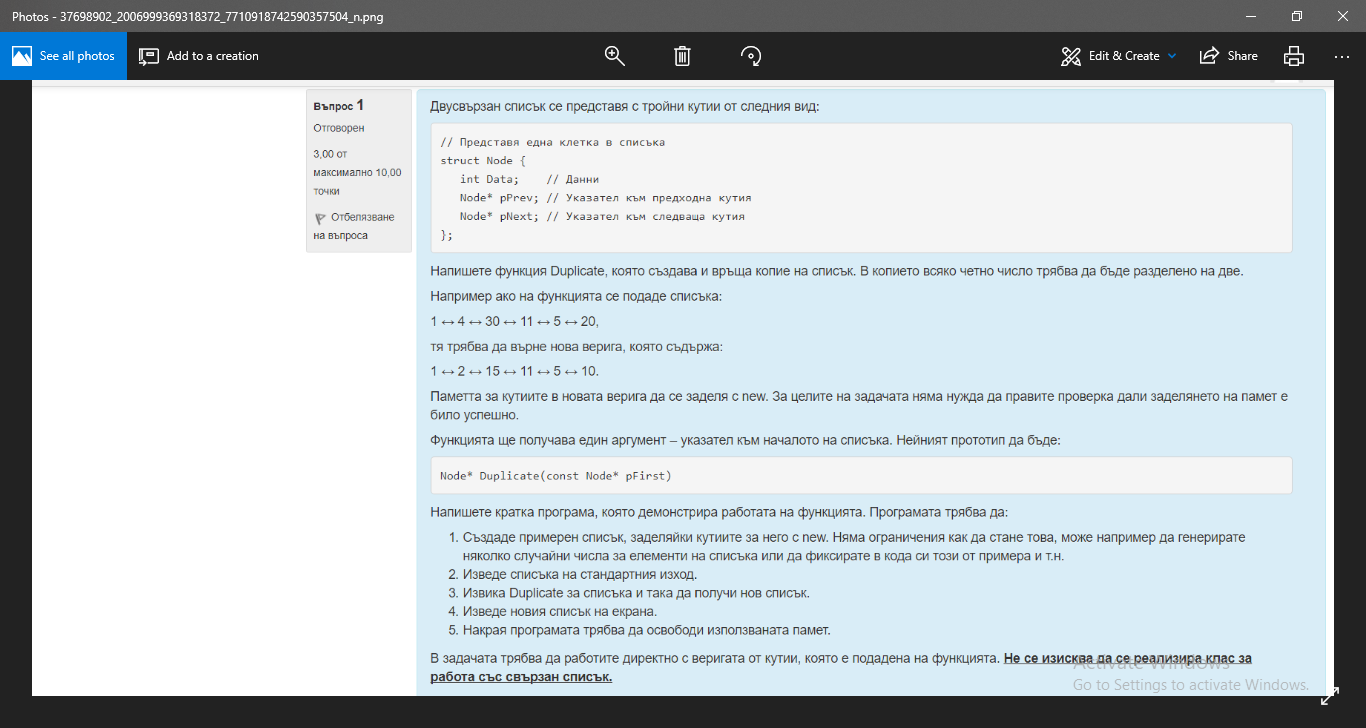 Photos - 37698902_2006999369318372_7710918742590357504_n.png
See all photos
Add to a creation
Edit & Create
Share
Въпрос 1
Отговорен
3,00 от
максимално 10,00
точки
Отбелязване
на въпроса
Двусвързан списък се представя с тройни кутии от следния вид:
// Представя една клетка в списъка
struct Node {
int Data; // Данни
Node* pPrev; // Указател към предходна кутия
Node* pNext; // Указател към следваща кутия
};
Напишете функция Duplicate, която създава и връща копие на списък. В копието всяко четно число трябва да бъде разделено на две.
Например ако на функцията се подаде списъка:
1 ↔ 4 ↔ 30 ↔ 11 ↔ 5 ↔ 20,
тя трябва да върне нова верига, която съдържа:
1 ↔ 2 ↔ 15 ↔ 11 ↔ 5 ↔ 10.
Паметта за кутиите в новата верига да се заделя с new. За целите на задачата няма нужда да правите проверка дали заделянето на памет е
било успешно.
Функцията ще получава един аргумент – указател към началото на списъка. Нейният прототип да бъде:
Node* Duplicate(const Node* pFirst)
Напишете кратка програма, която демонстрира работата на функцията. Програмата трябва да:
1. Създаде примерен списък, заделяйки кутиите за него с new. Няма ограничения как да стане това, може например да генерирате
няколко случайни числа за елементи на списъка или да фиксирате в кода си този от примера и т.н.
2. Изведе списъка на стандартния изход.
3. Извика Duplicate за списъка и така да получи нов списък.
4. Изведе новия списък на екрана.
5. Накрая програмата трябва да освободи използваната памет.
В задачата трябва да работите директно с веригата от кутии, която е подадена на функцията. Не се изисква да се реализира клас за
работа със свързан списък.
Activate Windows
Go to Settings to activate Windows.